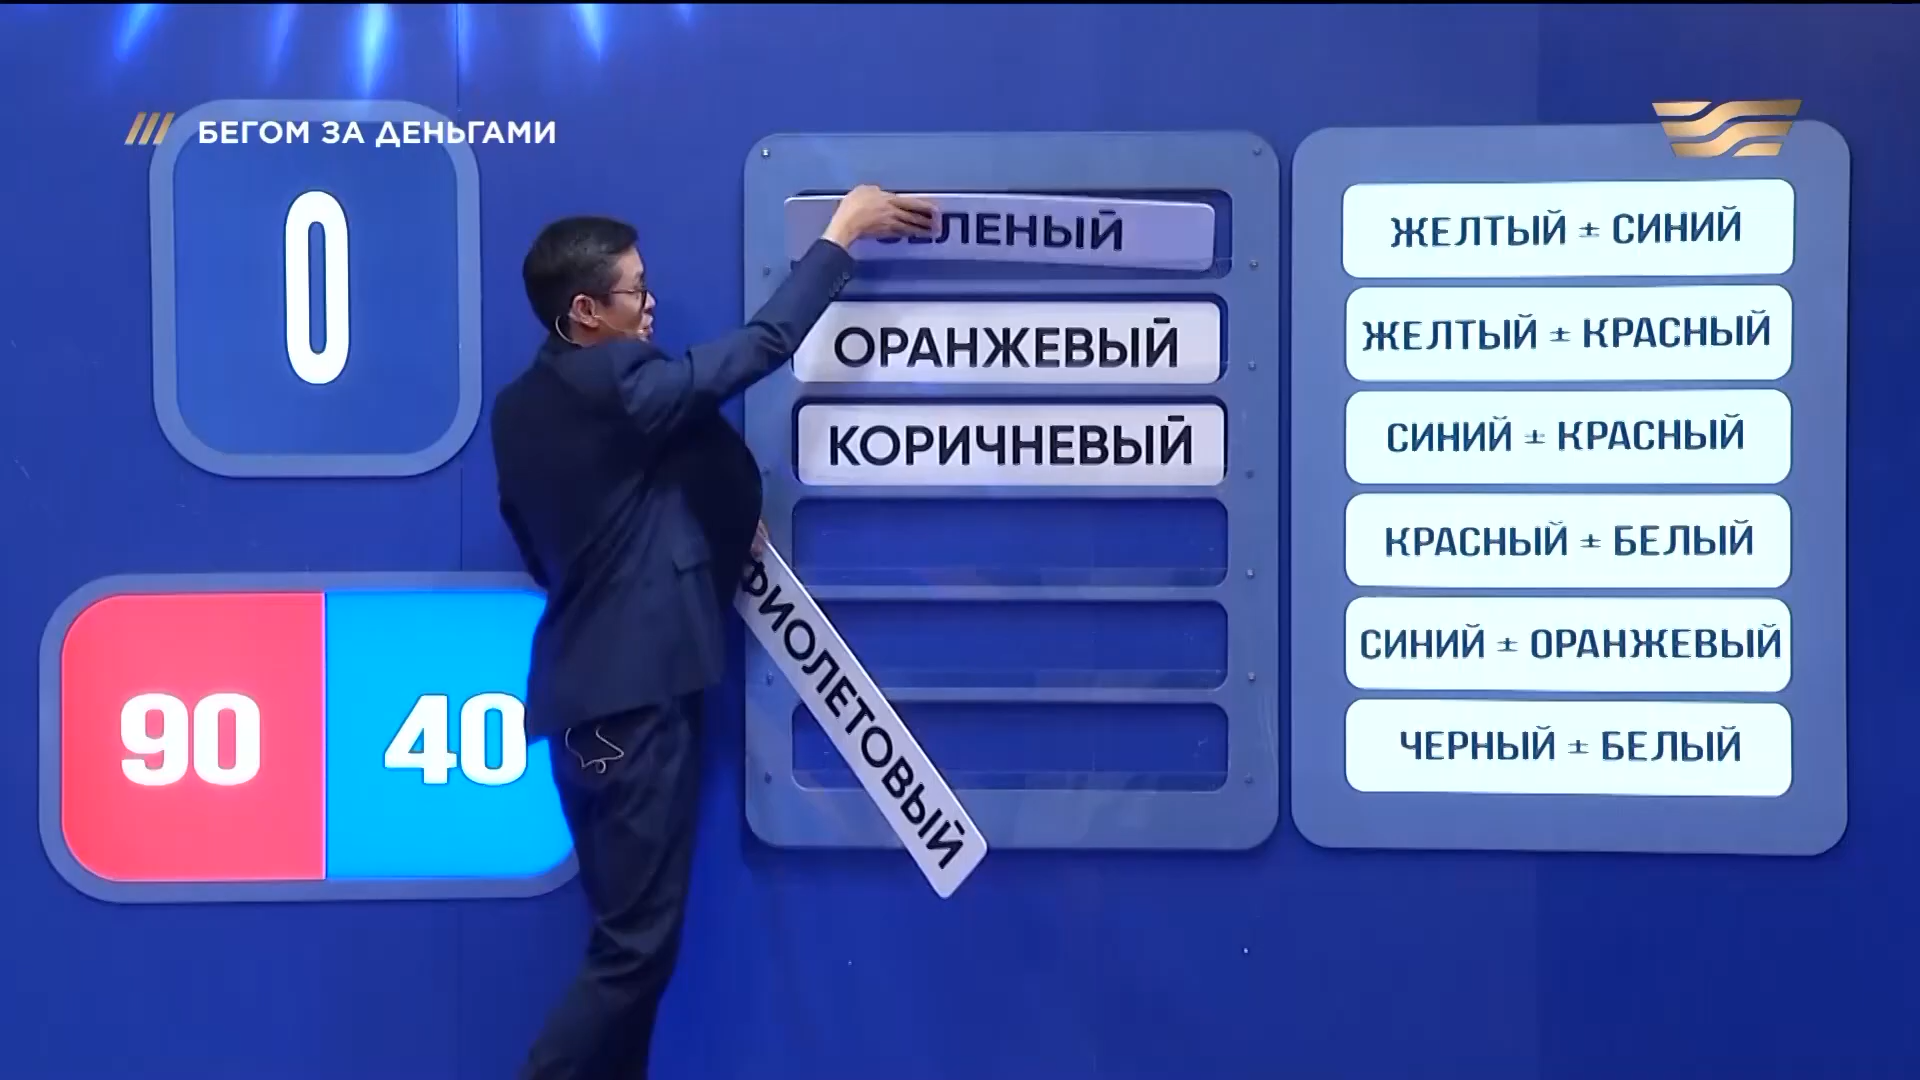 БЕГОМ ЗА ДЕНЬГАМИ
0
90 40
ЗЕЛЕНЫЙ
ОРАНЖЕВЫЙ
КОРИЧНЕВЫЙ
ФИОЛЕТОВЫЙ
ЖЕЛТЫЙ ± СИНИЙ
ЖЕЛТЫЙ ± КРАСНЫЙ
СИНИЙ ± КРАСНЫЙ
КРАСНЫЙ ± БЕЛЫЙ
СИНИЙ ± ОРАНЖЕВЫЙ
ЧЕРНЫЙ ± БЕЛЫЙ